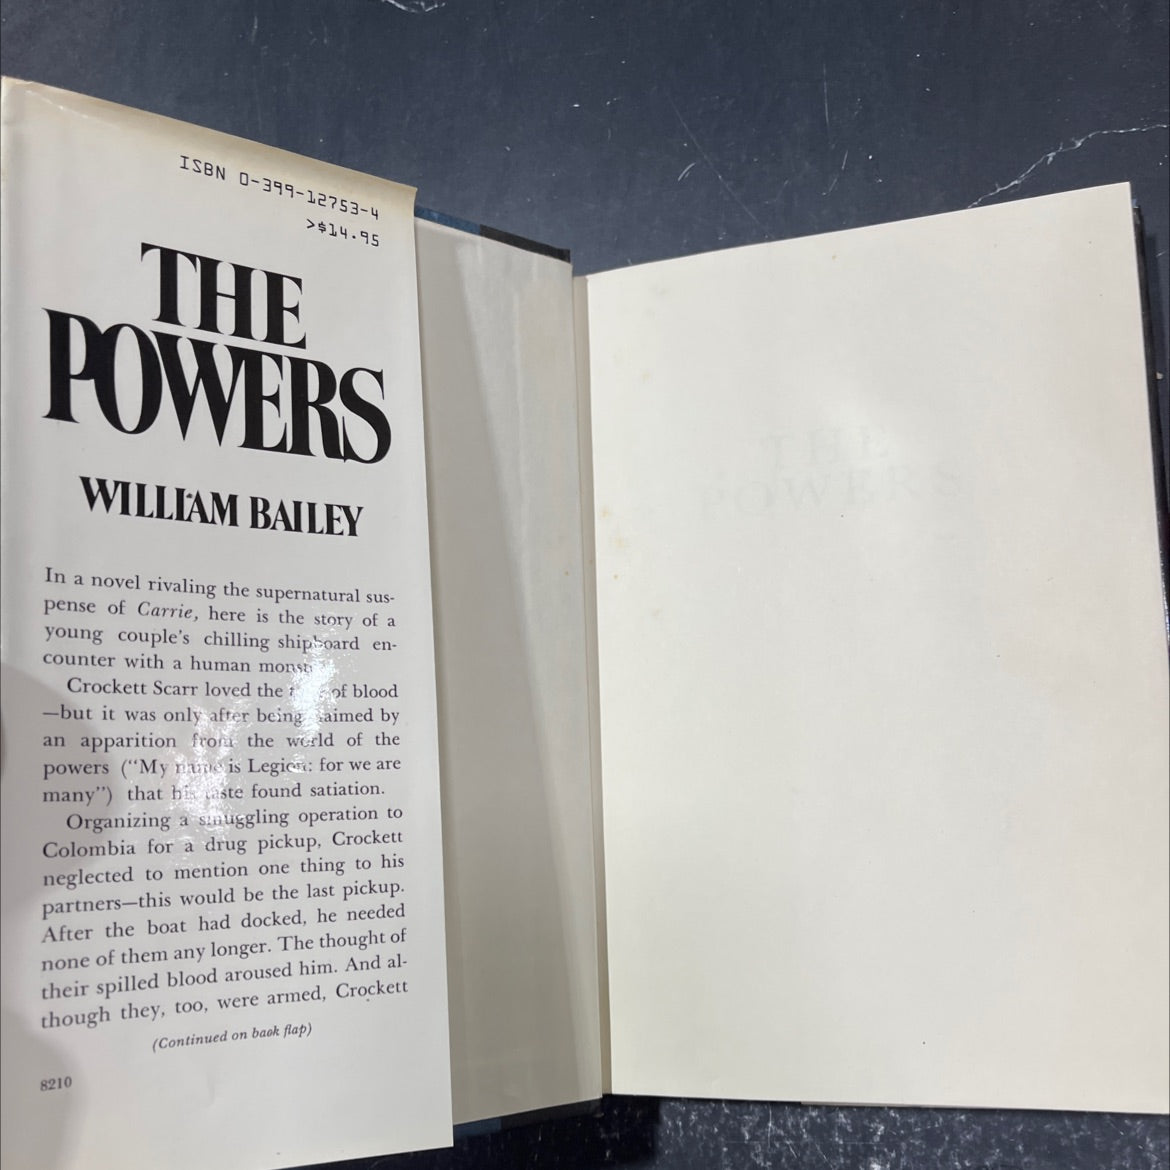 ISBN 0-399-12753-4
>$14.95
THE
POWERS
WILLIAM BAILEY
In a novel rivaling the supernatural sus-
pense of Carrie, here is the story of a
young couple's chilling shipboard en-
counter with a human
Crockett Scarr loved the of blood
—but it was only after being by
an apparition from the world of the
powers ("My name is Legion: for we are
many") that his taste found satiation.
Organizing a smuggling operation to
Colombia for a drug pickup, Crockett
neglected to mention one thing to his
partners—this would be the last pickup.
After the boat had docked, he needed
none of them any longer. The thought of
their spilled blood aroused him. And al-
though they, too, were armed, Crockett
(Continued on back flap)
8210
THE
POWERS